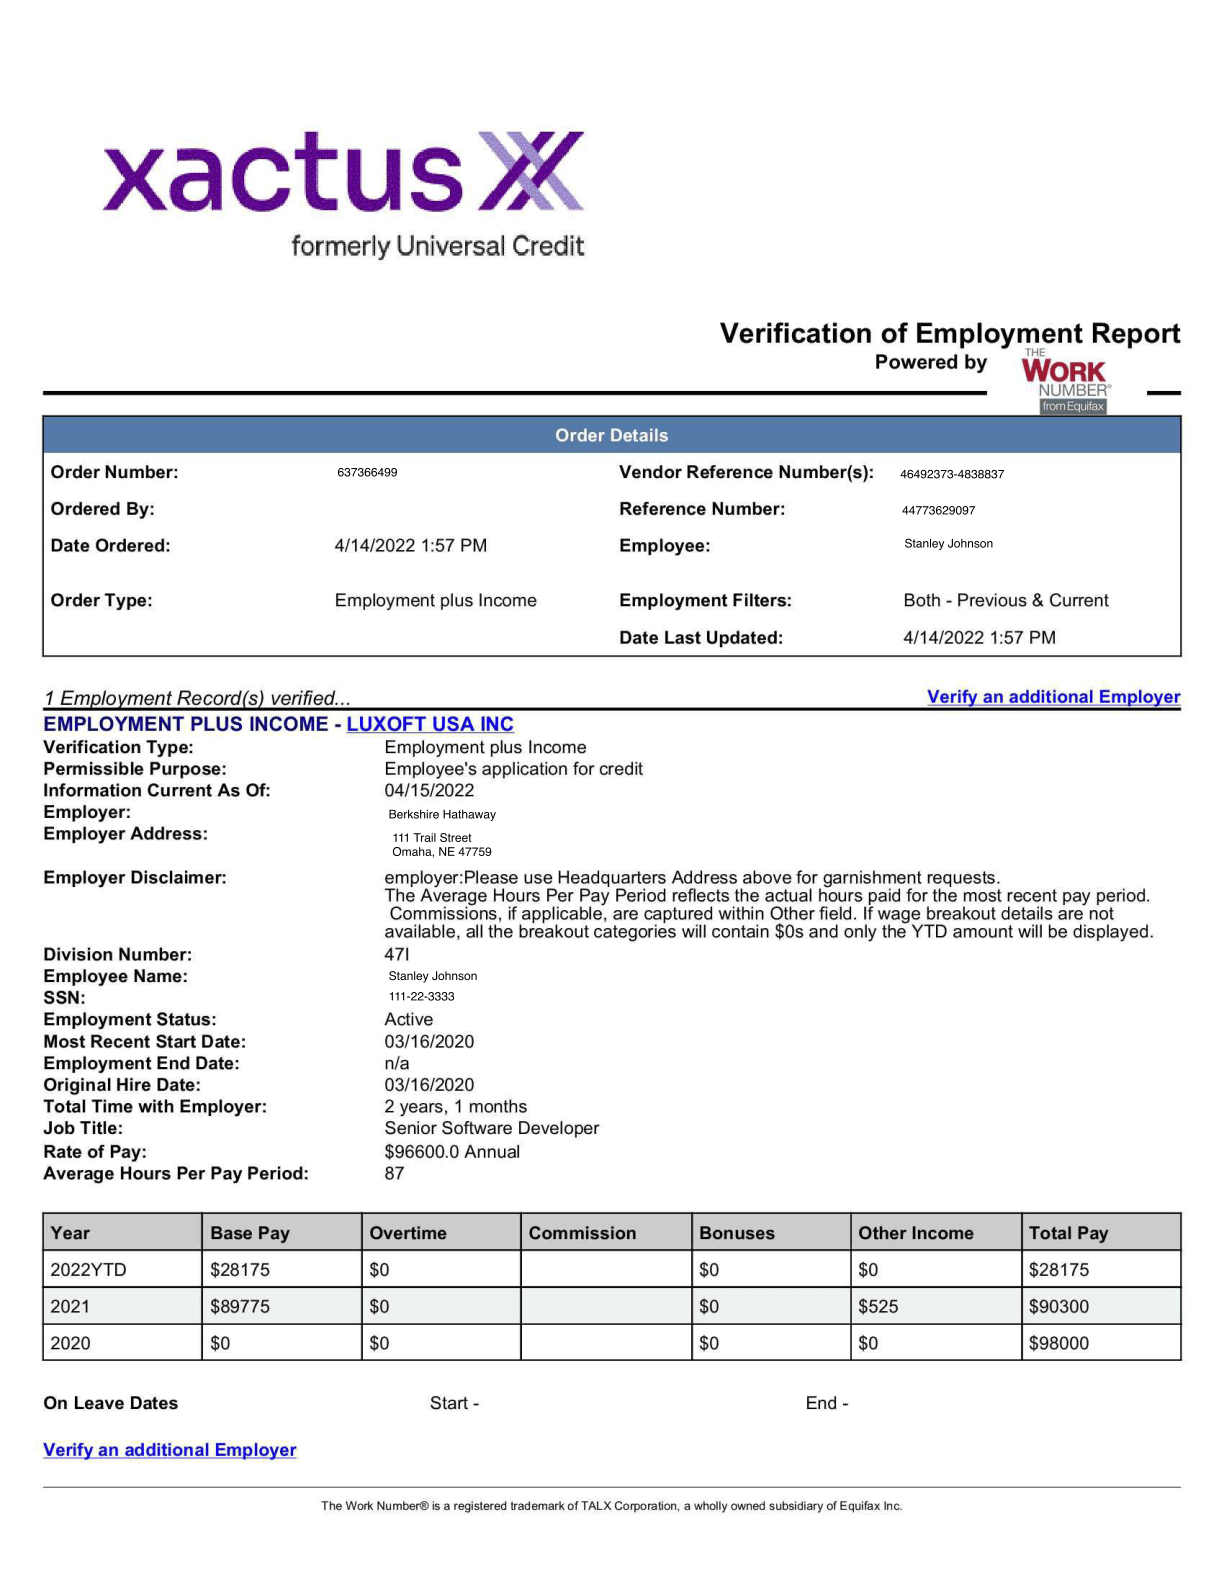 xactus
formerly Universal Credit
Verification of Employment Report
Powered by
THE
WORK
NUMBER®
from Equifax
Order Details
Order Number: 637366499 Vendor Reference Number(s): 46492373-4838837
Ordered By: Reference Number: 44773629097
Date Ordered: 4/14/2022 1:57 PM Employee: Stanley Johnson
Order Type: Employment plus Income Employment Filters: Both - Previous & Current
Date Last Updated: 4/14/2022 1:57 PM
1 Employment Record(s) verified... Verify an additional Employer
EMPLOYMENT PLUS INCOME - LUXOFT USA INC
Verification Type: Employment plus Income
Permissible Purpose: Employee's application for credit
Information Current As Of: 04/15/2022
Employer: Berkshire Hathaway
Employer Address: 111 Trail Street
Omaha, NE 47759
Employer Disclaimer: employer:Please use Headquarters Address above for garnishment requests.
The Average Hours Per Pay Period reflects the actual hours paid for the most recent pay period.
Commissions, if applicable, are captured within Other field. If wage breakout details are not
available, all the breakout categories will contain $0s and only the YTD amount will be displayed.
Division Number: 47I
Employee Name: Stanley Johnson
SSN: 111-22-3333
Employment Status: Active
Most Recent Start Date: 03/16/2020
Employment End Date: n/a
Original Hire Date: 03/16/2020
Total Time with Employer: 2 years, 1 months
Job Title: Senior Software Developer
Rate of Pay: $96600.0 Annual
Average Hours Per Pay Period: 87
Year Base Pay Overtime Commission Bonuses Other Income Total Pay
2022YTD $28175 $0 $0 $0 $28175
2021 $89775 $0 $0 $525 $90300
2020 $0 $0 $0 $0 $98000
On Leave Dates Start - End -
Verify an additional Employer
The Work Number® is a registered trademark of TALX Corporation, a wholly owned subsidiary of Equifax Inc.